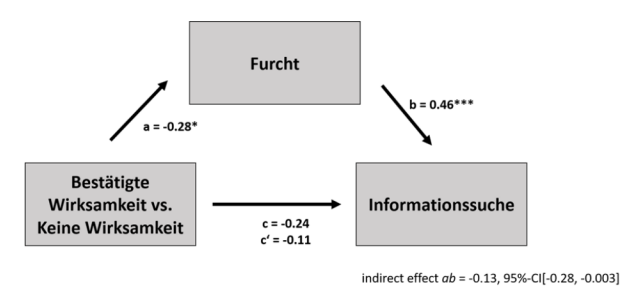 Furcht
a = -0.28*
b = 0.46***
Bestätigte
Wirksamkeit vs.
Keine Wirksamkeit
c = -0.24
c‘ = -0.11
Informationssuche
indirect effect ab = -0.13, 95%-CI[-0.28, -0.003]